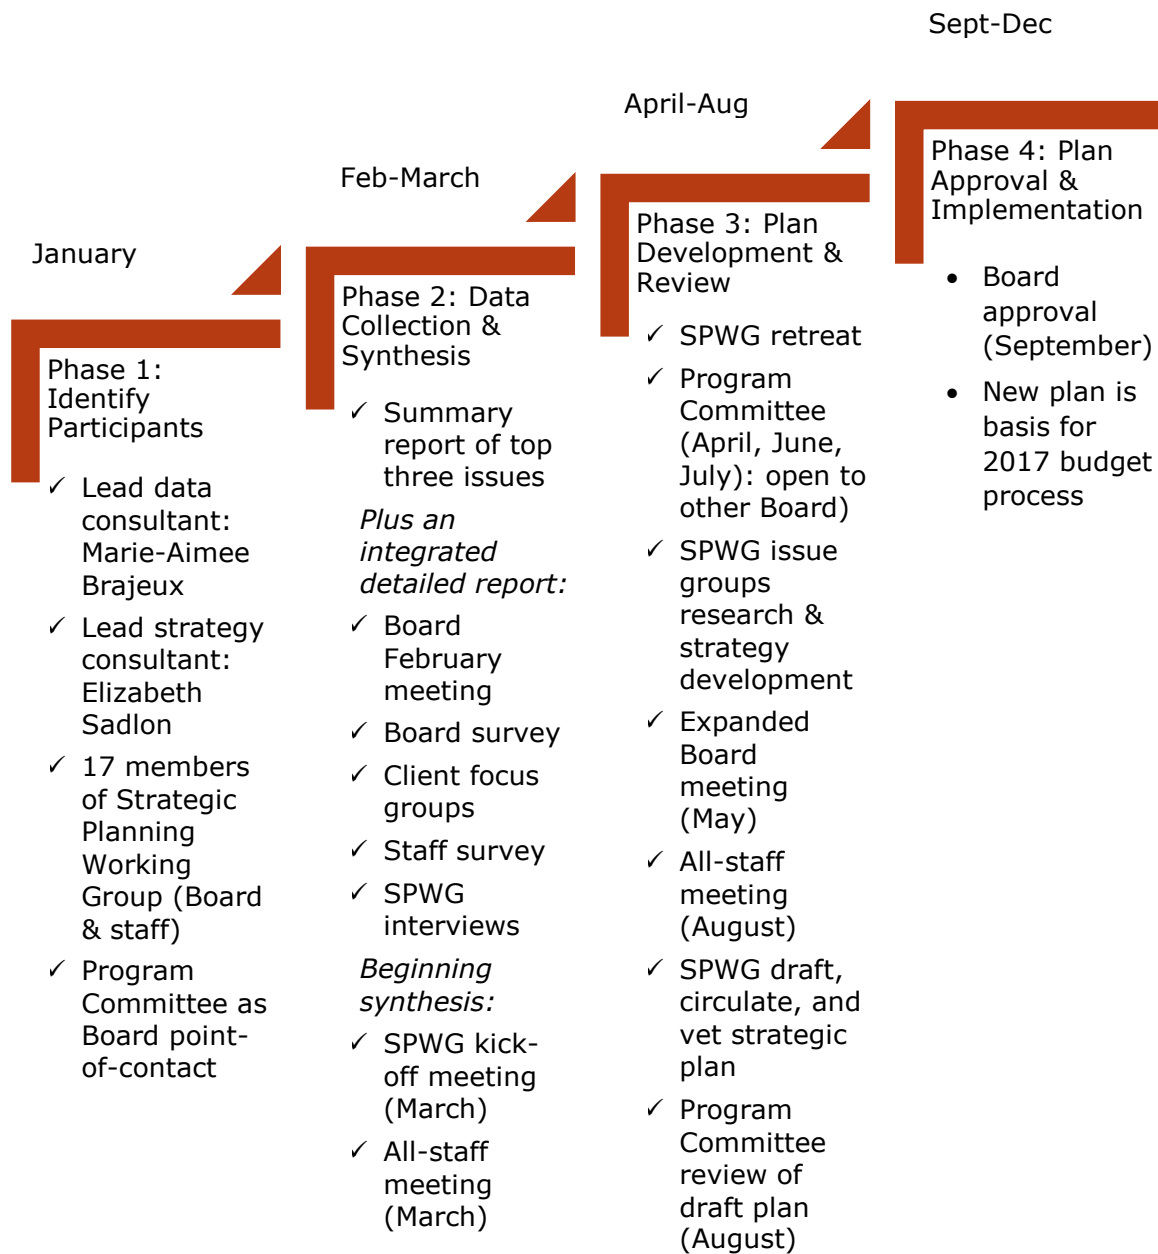 January
Phase 1:
Identify
Participants
✓ Lead data
consultant:
Marie-Aimee
Brajeux
✓ Lead strategy
consultant:
Elizabeth
Sadlon
✓ 17 members
of Strategic
Planning
Working
Group (Board
& staff)
✓ Program
Committee as
Board point-
of-contact
Feb-March
Phase 2: Data
Collection &
Synthesis
✓ Summary
report of top
three issues
Plus an
integrated
detailed report:
✓ Board
February
meeting
✓ Board survey
✓ Client focus
groups
✓ Staff survey
✓ SPWG
interviews
Beginning
synthesis:
✓ SPWG kick-
off meeting
(March)
✓ All-staff
meeting
(March)
April-Aug
Phase 3: Plan
Development &
Review
✓ SPWG retreat
✓ Program
Committee
(April, June,
July): open to
other Board)
✓ SPWG issue
groups
research &
strategy
development
✓ Expanded
Board
meeting
(May)
✓ All-staff
meeting
(August)
✓ SPWG draft,
circulate, and
vet strategic
plan
✓ Program
Committee
review of
draft plan
(August)
Sept-Dec
Phase 4: Plan
Approval &
Implementation
• Board
approval
(September)
• New plan is
basis for
2017 budget
process